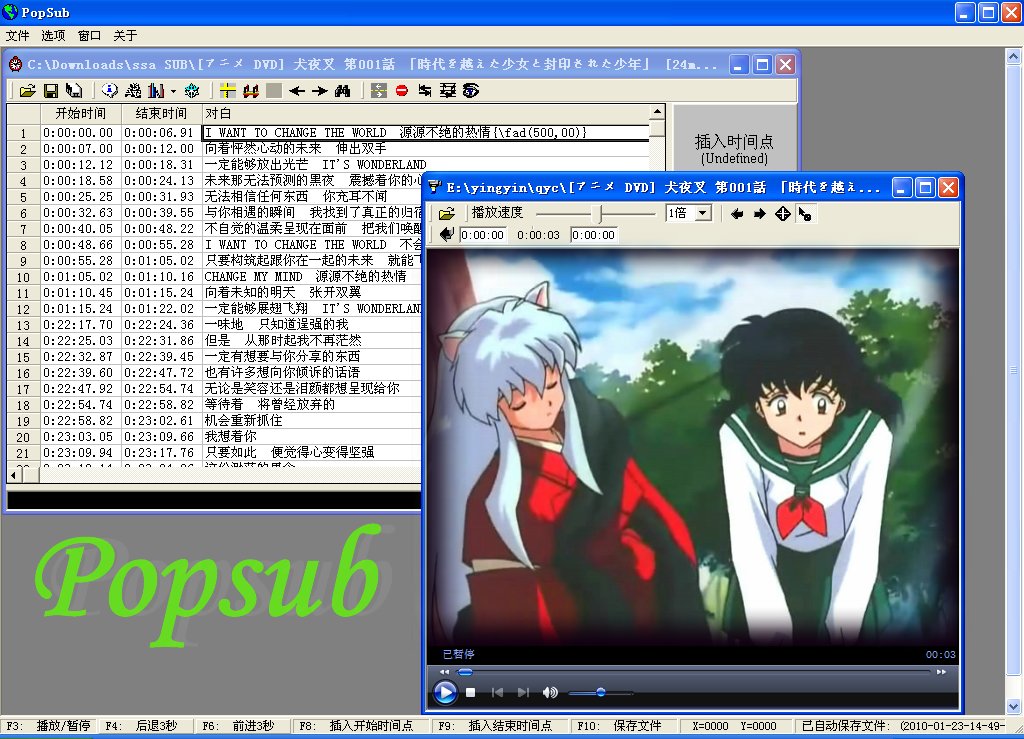 PopSub
文件 选项 窗口 关于
C:\Downloads\ssa SUB\[アニメ DVD] 犬夜叉 第001話 「時代を越えた少女と封印された少年」 [24m...
开始时间 结束时间 对白
1 0:00:00.00 0:00:06.91 I WANT TO CHANGE THE WORLD 源源不绝的热情{\fad(500,00)}
2 0:00:07.00 0:00:12.00 向着怦然心动的未来 伸出双手
3 0:00:12.12 0:00:18.31 一定能够放出光芒 IT'S WONDERLAND
4 0:00:18.58 0:00:24.13 未来那无法预测的黑夜 震撼着你的心
5 0:00:25.25 0:00:31.93 无法相信任何东西 你充耳不闻
6 0:00:32.63 0:00:39.55 与你相遇的瞬间 我找到了真正的归宿
7 0:00:40.05 0:00:48.22 不自觉的温柔呈现在面前 把我们唤醒
8 0:00:48.66 0:00:55.28 I WANT TO CHANGE THE WORLD 不会
9 0:00:55.28 0:01:05.02 只要构筑起跟你在一起的未来 就能飞
10 0:01:05.02 0:01:10.16 CHANGE MY MIND 源源不绝的热情
11 0:01:10.45 0:01:15.24 向着未知的明天 张开双翼
12 0:01:15.24 0:01:22.02 一定能够展翅飞翔 IT'S WONDERLAND
13 0:22:17.70 0:22:24.36 一味地 只知道逞强的我
14 0:22:25.03 0:22:31.86 但是 从那时起我不再茫然
15 0:22:32.87 0:22:39.45 一定有想要与你分享的东西
16 0:22:39.60 0:22:47.72 也有许多想向你倾诉的话语
17 0:22:47.92 0:22:54.74 无论是笑容还是泪颜都想呈现给你
18 0:22:54.74 0:22:58.82 等待着 将曾经放弃的
19 0:22:58.82 0:23:02.61 机会重新抓住
20 0:23:03.05 0:23:09.66 我想着你
21 0:23:09.94 0:23:17.76 只要如此 便觉得心变得坚强
插入时间点
(Undefined)
E:\yingyin\qyc\[アニメ DVD] 犬夜叉 第001話 「時代を越え...
播放速度 1倍
0:00:00 0:00:03 0:00:00
已暂停 00:03
Popsub
F3: 播放/暂停 F4: 后退3秒 F6: 前进3秒 F8: 插入开始时间点 F9: 插入结束时间点 F10: 保存文件 X=0000 Y=0000 已自动保存文件: (2010-01-23-14-49-